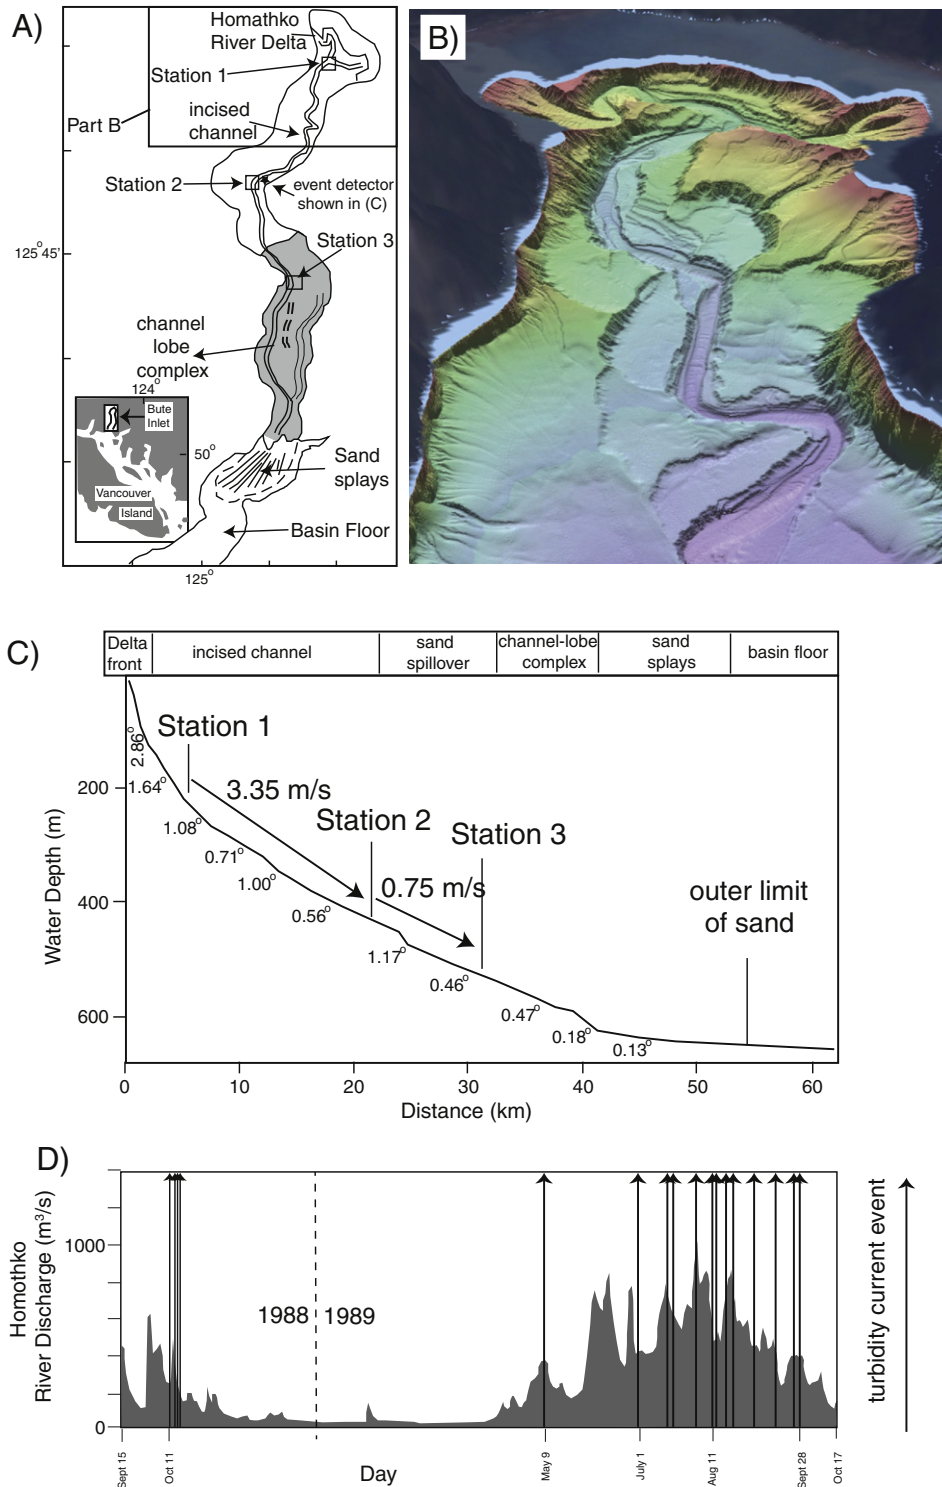 A)
Homathko
River Delta
Station 1
incised
channel
Part B
Station 2
event detector
shown in (C)
Station 3
125°45'
channel
lobe
complex
124°
Bute
Inlet
50°
Vancouver
Island
Sand
splays
Basin Floor
125°
B)
C)
Delta
front
incised channel
sand
spillover
channel-lobe
complex
sand
splays
basin floor
Station 1
2.86°
1.64°
200
3.35 m/s
Station 2
Station 3
1.08°
0.71°
1.00°
0.75 m/s
outer limit
of sand
400
0.56°
1.17°
0.46°
0.47°
600
0.18°
0.13°
Water Depth (m)
0
10
20
30
40
50
60
Distance (km)
D)
Homothko
River Discharge (m³/s)
1000
1988
1989
0
turbidity current event
Sept 15
Oct 11
May 9
July 1
Aug 11
Sept 28
Oct 17
Day